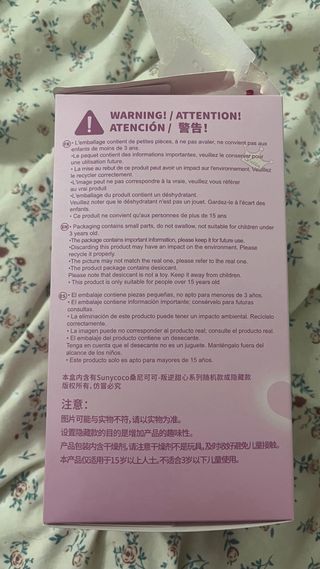 WARNING! / ATTENTION!
ATENCIÓN / 警告!
FR • L'emballage contient de petites pièces, à ne pas avaler, ne convient pas aux
enfants de moins de 3 ans.
•Le paquet contient des informations importantes, veuillez le conserver pour
une utilisation future.
• La mise au rebut de ce produit peut avoir un impact sur l'environnement, Veuillez
le recycler correctement.
•L'image peut ne pas correspondre à la vraie, veuillez vous référer
au vrai produit
•L'emballage du produit contient un déshydratant.
Veuillez noter que le déshydratent n'est pas un jouet. Gardez-le à l'écart des
enfants.
• Ce produit ne convient qu'aux personnes de plus de 15 ans
EN • Packaging contains small parts, do not swallow, not suitable for children under
3 years old.
•The package contains important information, please keep it for future use.
•Discarding this product may have an impact on the environment. Please
recycle it properly.
•The picture may not match the real one, please refer to the real one.
•The product package contains desiccant.
Please note that desiccant is not a toy. Keep it away from children.
• This product is only suitable for people over 15 years old
ES • El embalaje contiene piezas pequeñas, no apto para menores de 3 años.
• El embalaje contiene información importante; consérvelo para futuras
consultas.
• La eliminación de este producto puede tener un impacto ambiental. Recíclelo
correctamente.
• La imagen puede no corresponder al producto real; consulte el producto real.
• El embalaje del producto contiene un desecante.
Tenga en cuenta que el desecante no es un juguete. Manténgalo fuera del
alcance de los niños.
• Este producto solo es apto para mayores de 15 años.
本盒内含有Sunycoco桑尼可可-叛逆甜心系列随机款或隐藏款
版权所有,仿冒必究
注意:
图片可能与实物不符,请以实物为准。
设置隐藏款的目的是增加产品的趣味性。
产品包装内含干燥剂,请注意干燥剂不是玩具,及时收好避免儿童接触。
本产品仅适用于15岁以上人士,不适合3岁以下儿童使用。